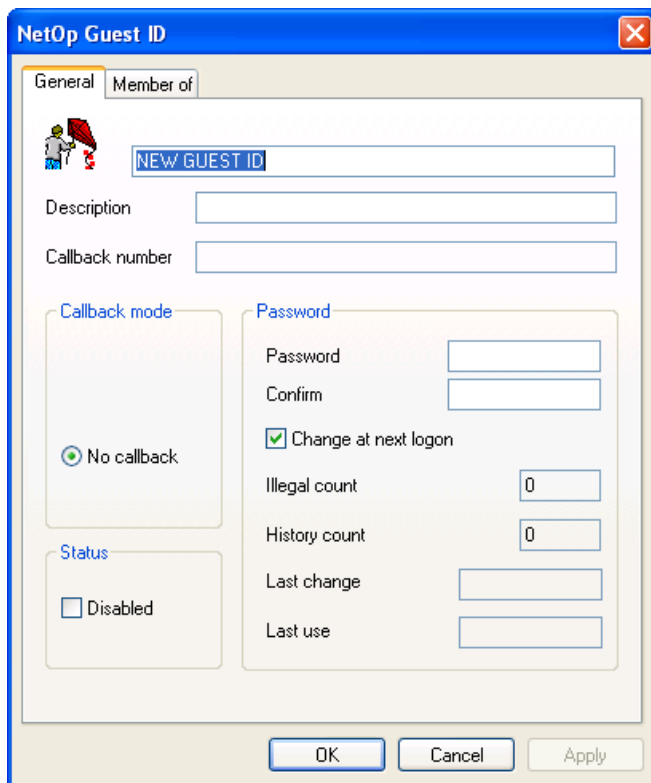 NetOp Guest ID
General
Member of
NEW GUEST ID
Description
Callback number
Callback mode
No callback
Status
Disabled
Password
Password
Confirm
Change at next logon
Illegal count 0
History count 0
Last change
Last use
OK
Cancel
Apply